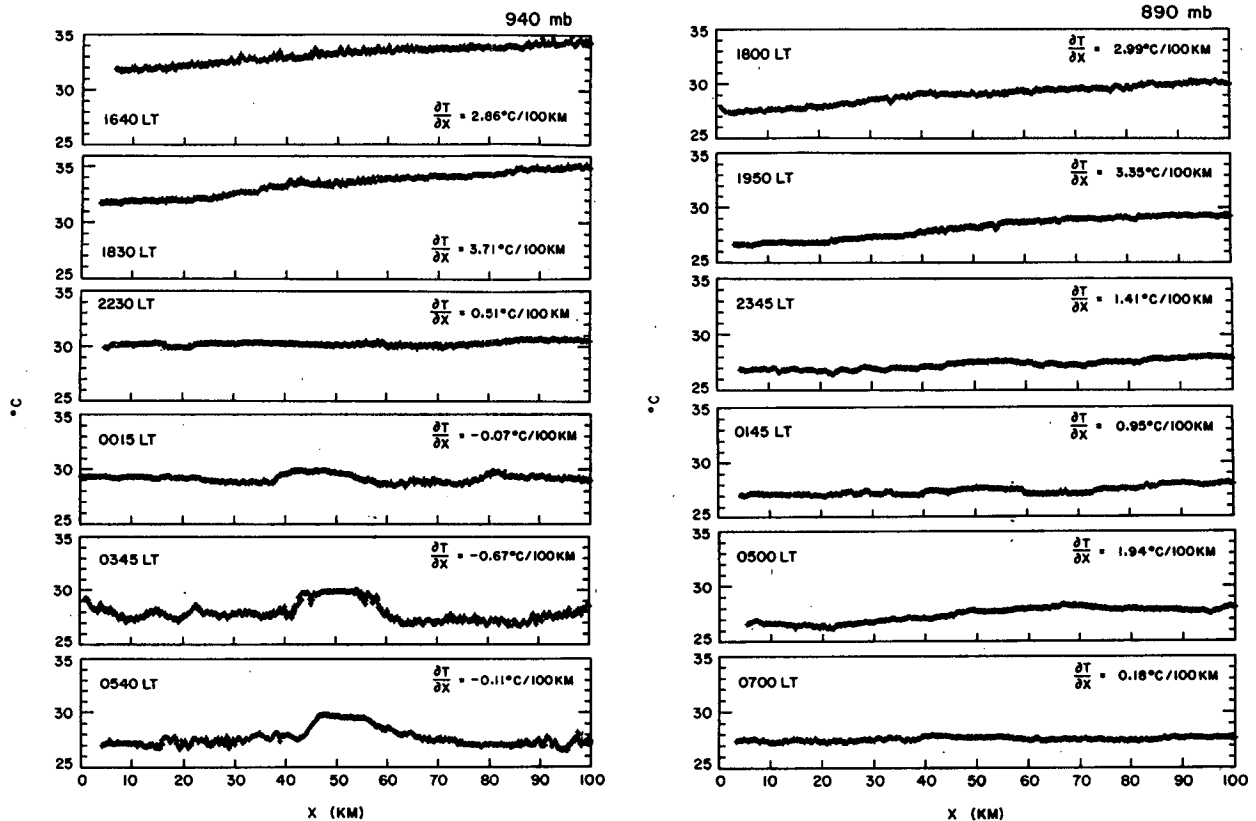 940 mb
35
30
25
1640 LT
∂T/∂X = 2.86°C/100KM
35
30
25
1830 LT
∂T/∂X = 3.71°C/100KM
35
30
25
2230 LT
∂T/∂X = 0.51°C/100KM
°C
35
30
25
0015 LT
∂T/∂X = -0.07°C/100KM
35
30
25
0345 LT
∂T/∂X = -0.67°C/100KM
35
30
25
0540 LT
∂T/∂X = -0.11°C/100KM
0 10 20 30 40 50 60 70 80 90 100
X (KM)
890 mb
35
30
25
1800 LT
∂T/∂X = 2.99°C/100KM
35
30
25
1950 LT
∂T/∂X = 3.35°C/100KM
35
30
25
2345 LT
∂T/∂X = 1.41°C/100KM
°C
35
30
25
0145 LT
∂T/∂X = 0.95°C/100KM
35
30
25
0500 LT
∂T/∂X = 1.94°C/100KM
35
30
25
0700 LT
∂T/∂X = 0.18°C/100KM
0 10 20 30 40 50 60 70 80 90 100
X (KM)